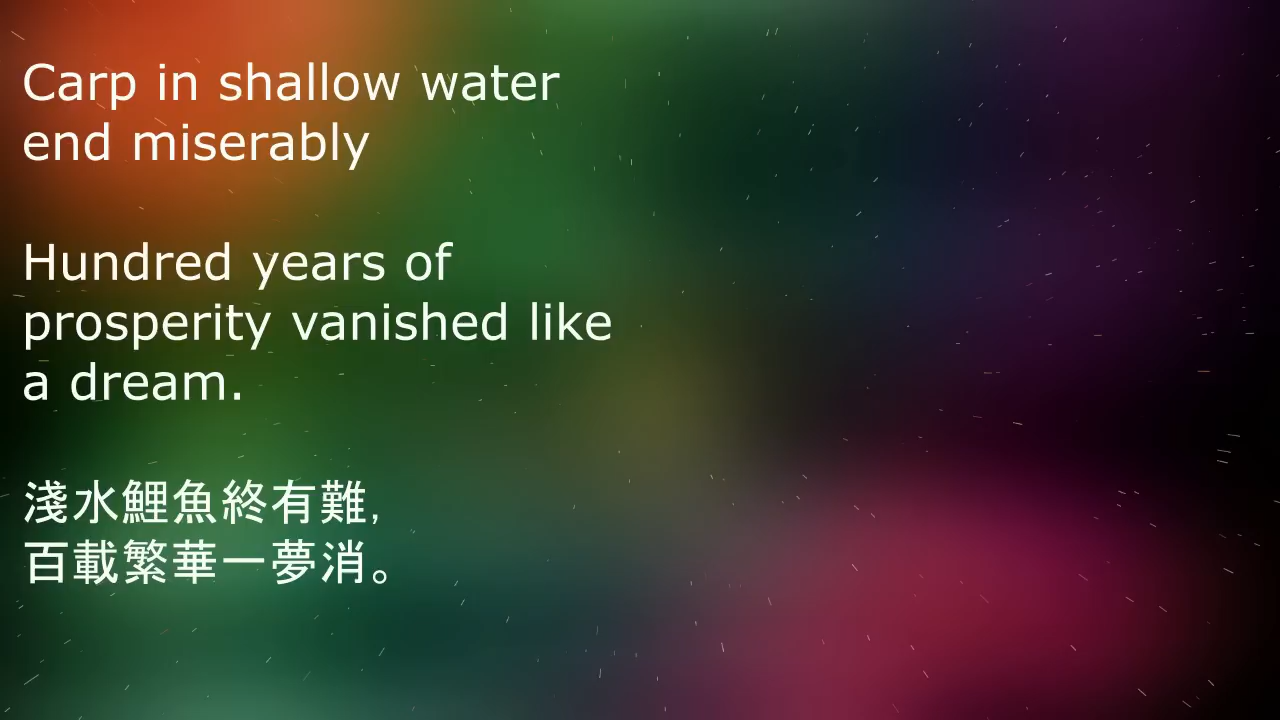 Carp in shallow water
end miserably
Hundred years of
prosperity vanished like
a dream.
淺水鯉魚終有難,
百載繁華一夢消。